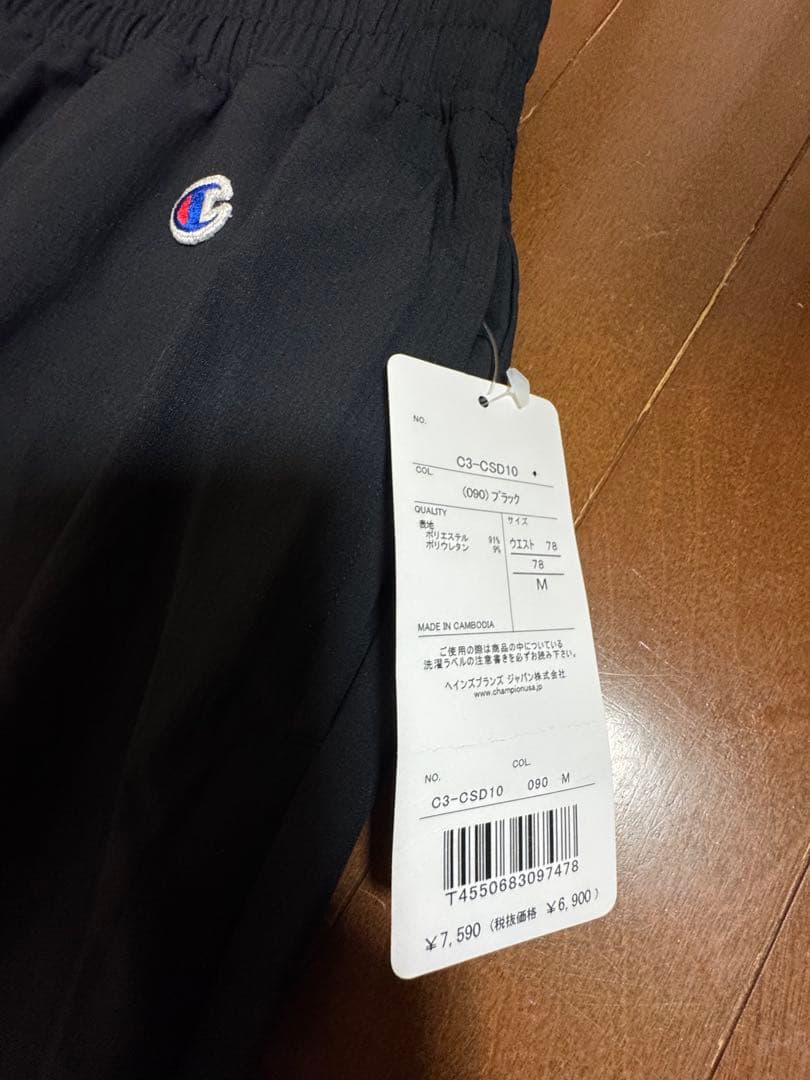 NO.
C3-CSD10
COL.
(090)ブラック
QUALITY
表地
ポリエステル 91%
ポリウレタン 9%
サイズ
ウエスト 78
78
M
MADE IN CAMBODIA
ご使用の際は商品の中についている
洗濯ラベルの注意書きを必ずお読み下さい。
ヘインズブランズ ジャパン株式会社
www.championusa.jp
NO. COL.
C3-CSD10 090 M
T4550683097478
¥7,590 (税抜価格 ¥6,900)